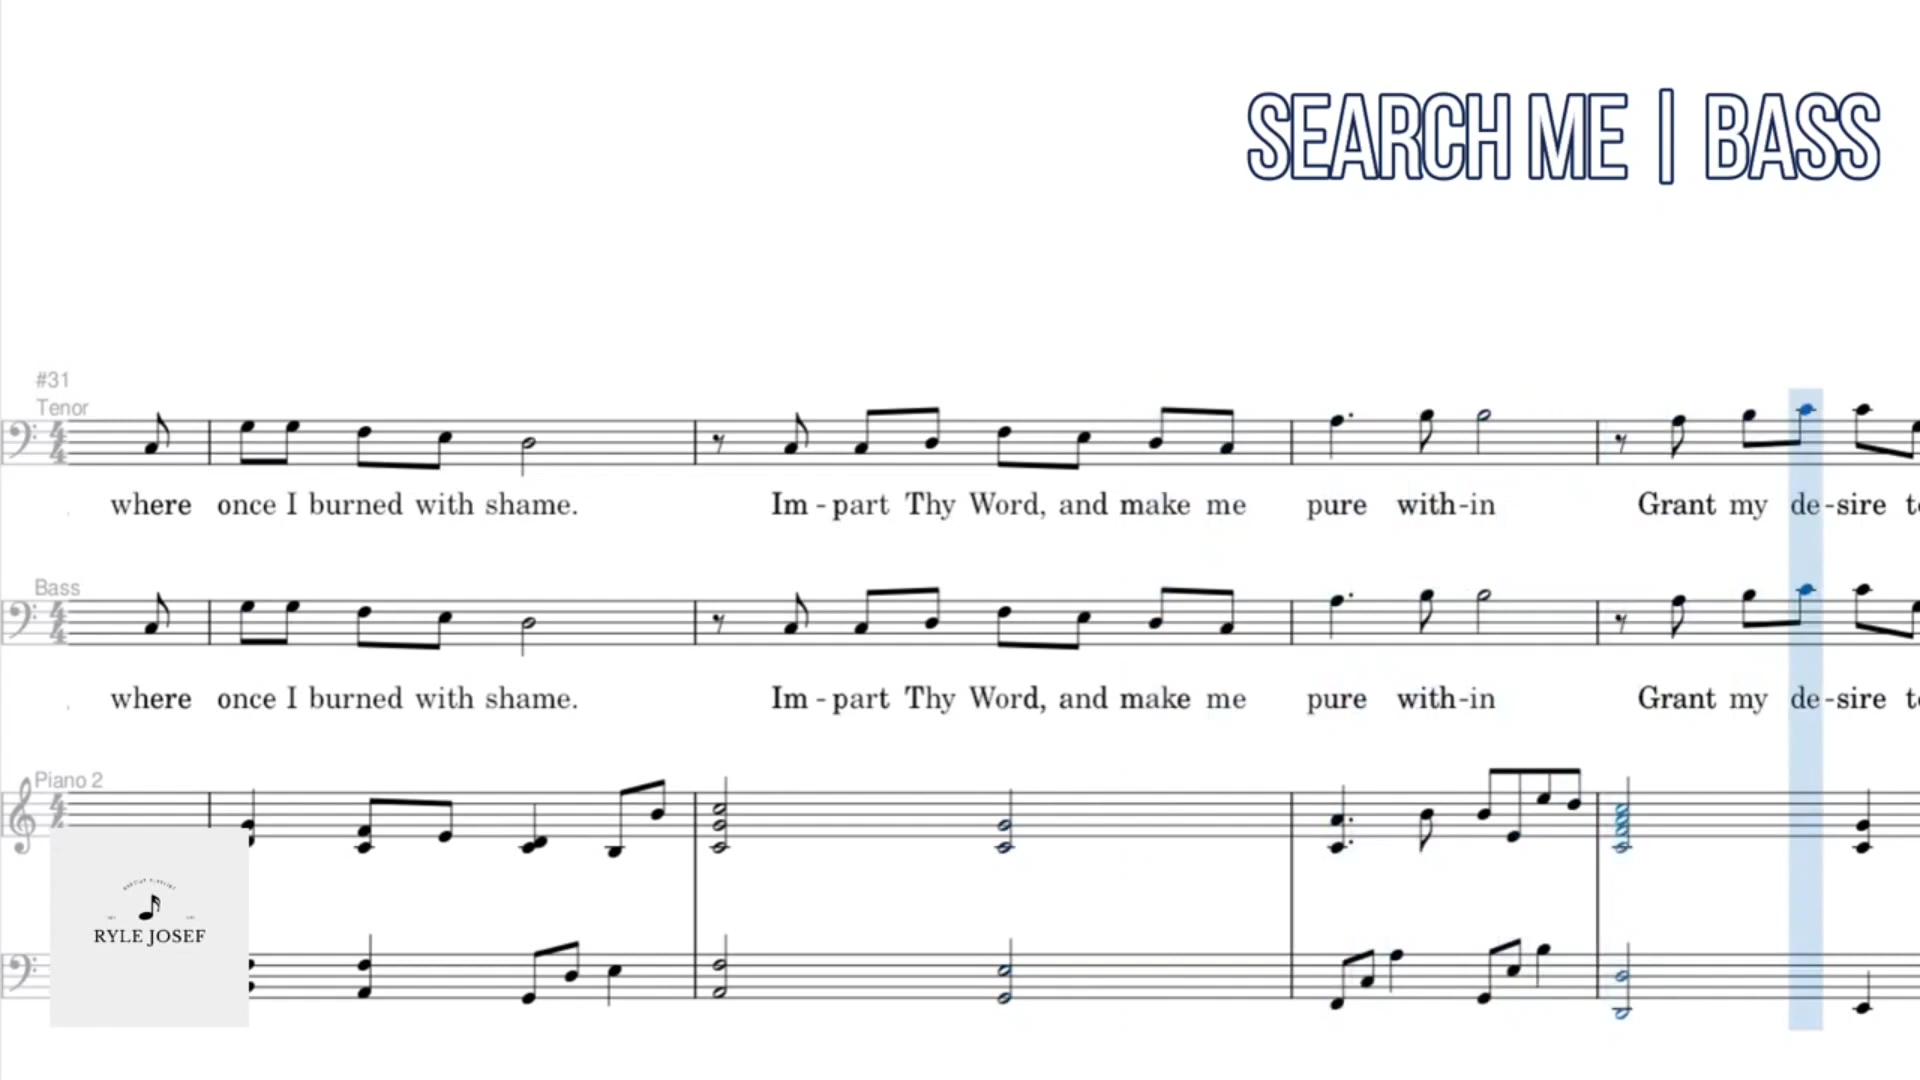 SEARCH ME | BASS
#31
Tenor
where once I burned with shame. Im - part Thy Word, and make me pure with-in Grant my de-sire
Bass
where once I burned with shame. Im - part Thy Word, and make me pure with-in Grant my de-sire
Piano 2
RYLE JOSEF